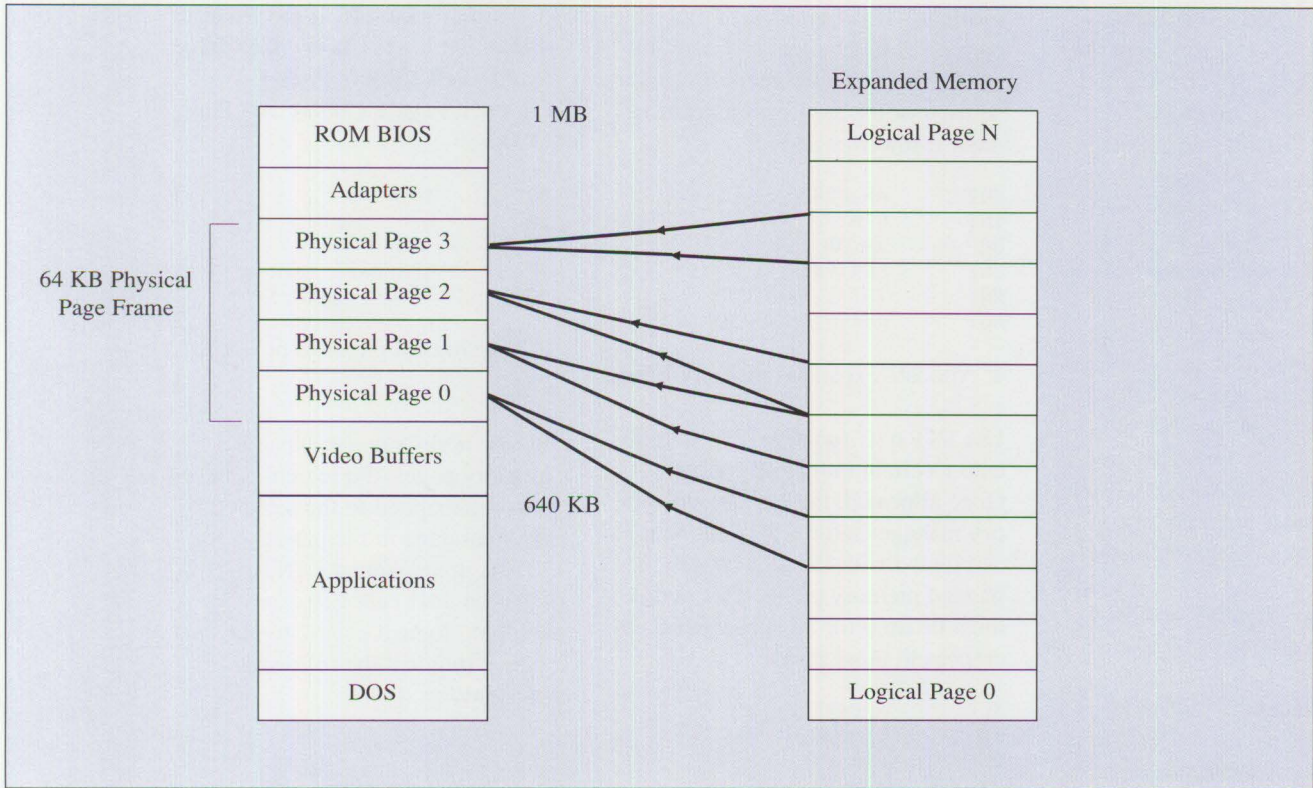 Expanded Memory
1 MB
ROM BIOS
Logical Page N
Adapters
Physical Page 3
64 KB Physical
Page Frame
Physical Page 2
Physical Page 1
Physical Page 0
Video Buffers
640 KB
Applications
DOS
Logical Page 0